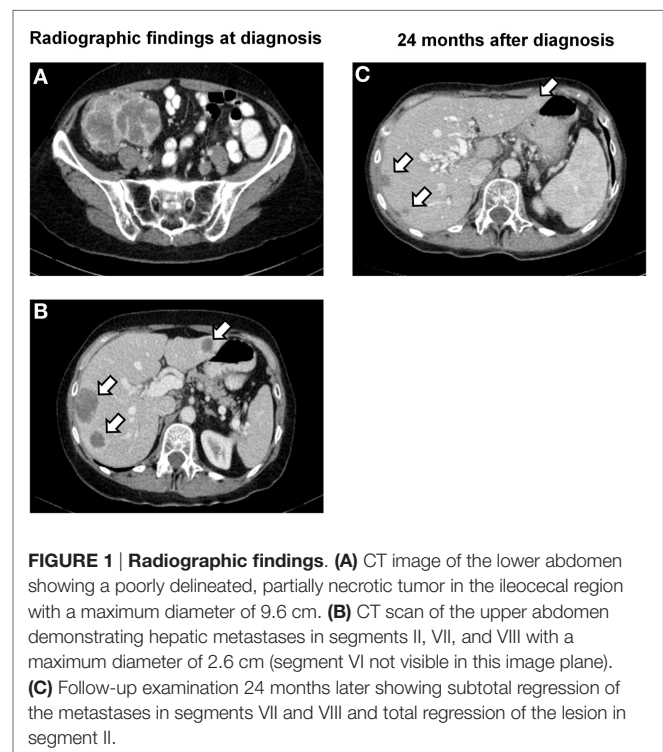 Radiographic findings at diagnosis
24 months after diagnosis
A
C
B
FIGURE 1 | Radiographic findings. (A) CT image of the lower abdomen
showing a poorly delineated, partially necrotic tumor in the ileocecal region
with a maximum diameter of 9.6 cm. (B) CT scan of the upper abdomen
demonstrating hepatic metastases in segments II, VII, and VIII with a
maximum diameter of 2.6 cm (segment VI not visible in this image plane).
(C) Follow-up examination 24 months later showing subtotal regression of
the metastases in segments VII and VIII and total regression of the lesion in
segment II.